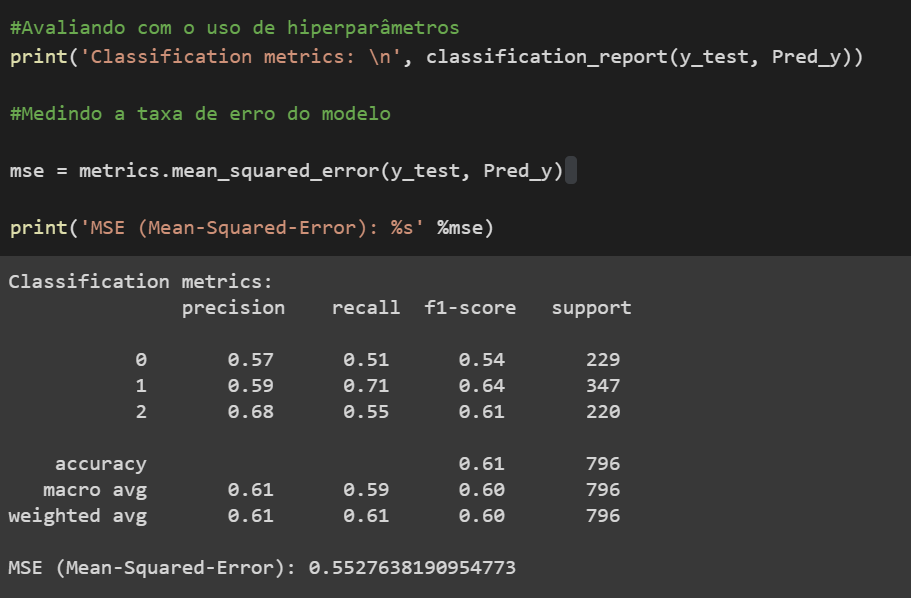 #Avaliando com o uso de hiperparâmetros
print('Classification metrics: \n', classification_report(y_test, Pred_y))
#Medindo a taxa de erro do modelo
mse = metrics.mean_squared_error(y_test, Pred_y)
print('MSE (Mean-Squared-Error): %s' %mse)
Classification metrics:
precision recall f1-score support
0 0.57 0.51 0.54 229
1 0.59 0.71 0.64 347
2 0.68 0.55 0.61 220
accuracy 0.61 796
macro avg 0.61 0.59 0.60 796
weighted avg 0.61 0.61 0.60 796
MSE (Mean-Squared-Error): 0.5527638190954773